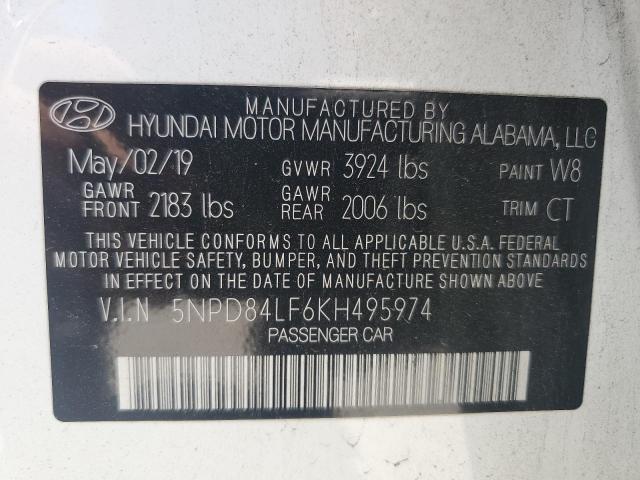 MANUFACTURED BY
HYUNDAI MOTOR MANUFACTURING ALABAMA, LLC
May/02/19 GVWR 3924 lbs PAINT W8
GAWR FRONT 2183 lbs GAWR REAR 2006 lbs TRIM CT
THIS VEHICLE CONFORMS TO ALL APPLICABLE U.S.A. FEDERAL
MOTOR VEHICLE SAFETY, BUMPER, AND THEFT PREVENTION STANDARDS
IN EFFECT ON THE DATE OF MANUFACTURE SHOWN ABOVE
V.I.N 5NPD84LF6KH495974
PASSENGER CAR